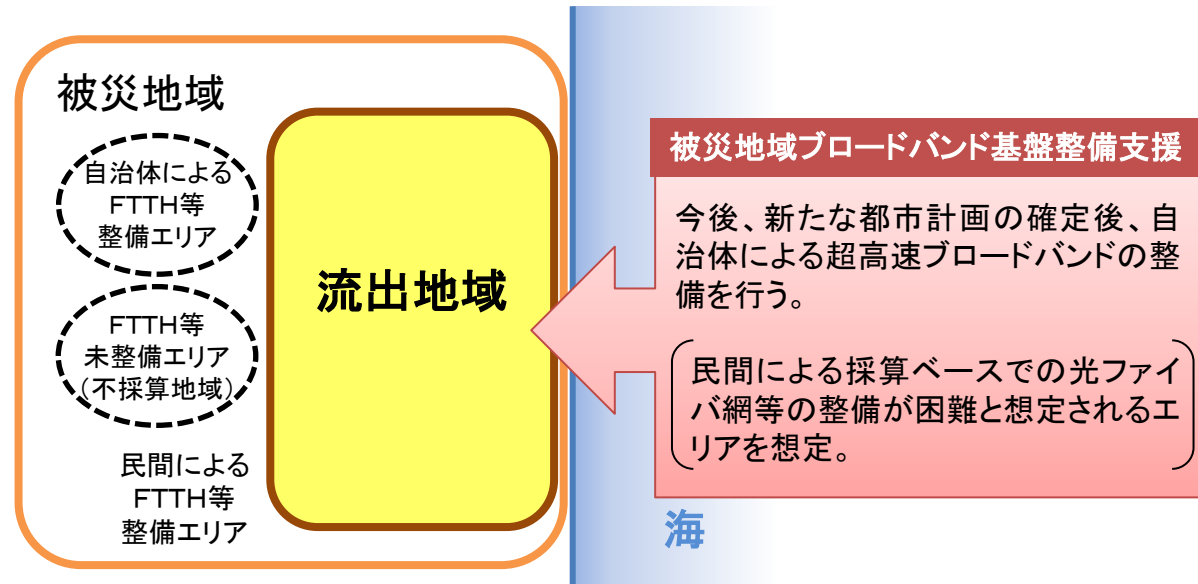 被災地域
自治体による
FTTH等
整備エリア
FTTH等
未整備エリア
(不採算地域)
民間による
FTTH等
整備エリア
流出地域
被災地域ブロードバンド基盤整備支援
今後、新たな都市計画の確定後、自
治体による超高速ブロードバンドの整
備を行う。
民間による採算ベースでの光ファイ
バ網等の整備が困難と想定されるエ
リアを想定。
海